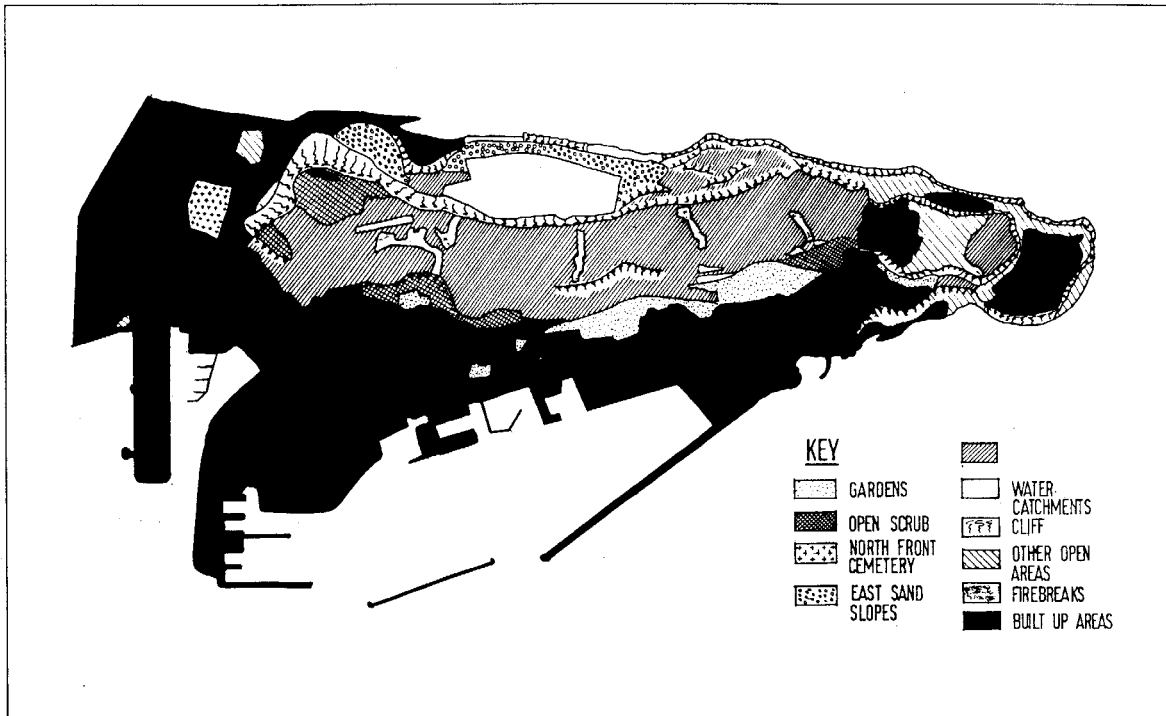 KEY
GARDENS
OPEN SCRUB
NORTH FRONT
CEMETERY
EAST SAND
SLOPES
WATER
CATCHMENTS
CLIFF
OTHER OPEN
AREAS
FIREBREAKS
BUILT UP AREAS